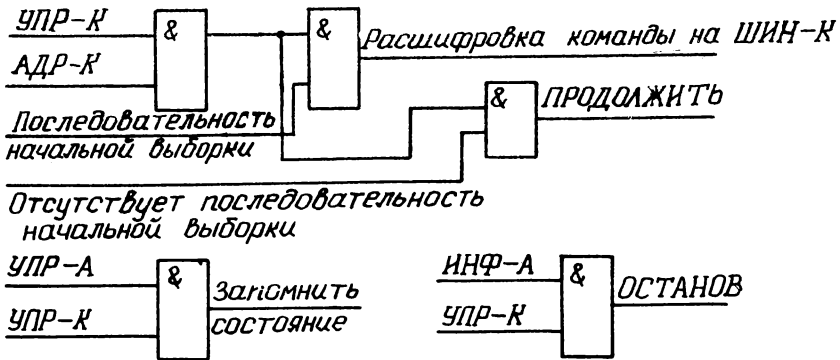 УПР-К
&
&
Расшифровка команды на ШИН-К
АДР-К
&
ПРОДОЛЖИТЬ
Последовательность
начальной выборки
Отсутствует последовательность
начальной выборки
УПР-А
&
Запомнить
УПР-К
состояние
ИНФ-А
&
ОСТАНОВ
УПР-К